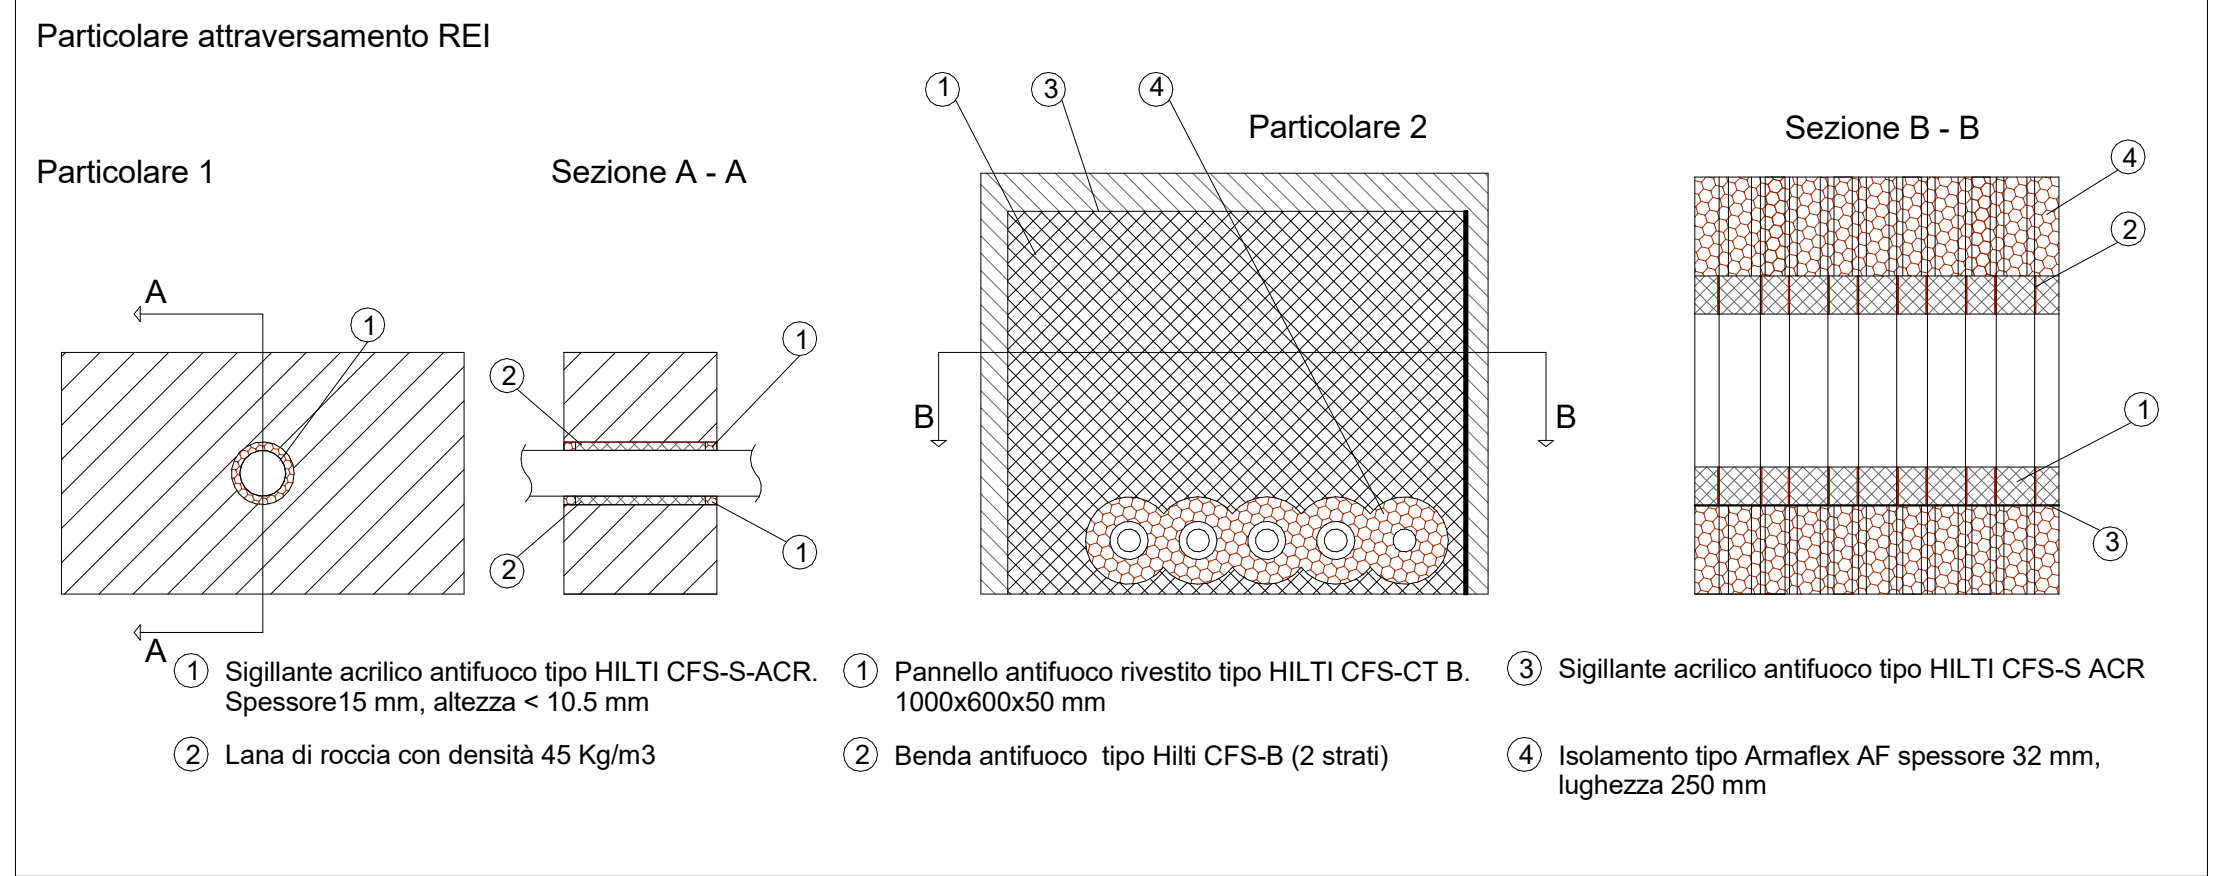 Particolare attraversamento REI
1
3
4
Particolare 2
Sezione B - B
Particolare 1
Sezione A - A
4
2
A
1
1
2
B
B
1
2
1
3
A
1 Sigillante acrilico antifuoco tipo HILTI CFS-S-ACR.
Spessore15 mm, altezza < 10.5 mm
2 Lana di roccia con densità 45 Kg/m3
1 Pannello antifuoco rivestito tipo HILTI CFS-CT B.
1000x600x50 mm
2 Benda antifuoco  tipo Hilti CFS-B (2 strati)
3 Sigillante acrilico antifuoco tipo HILTI CFS-S ACR
4 Isolamento tipo Armaflex AF spessore 32 mm,
lughezza 250 mm